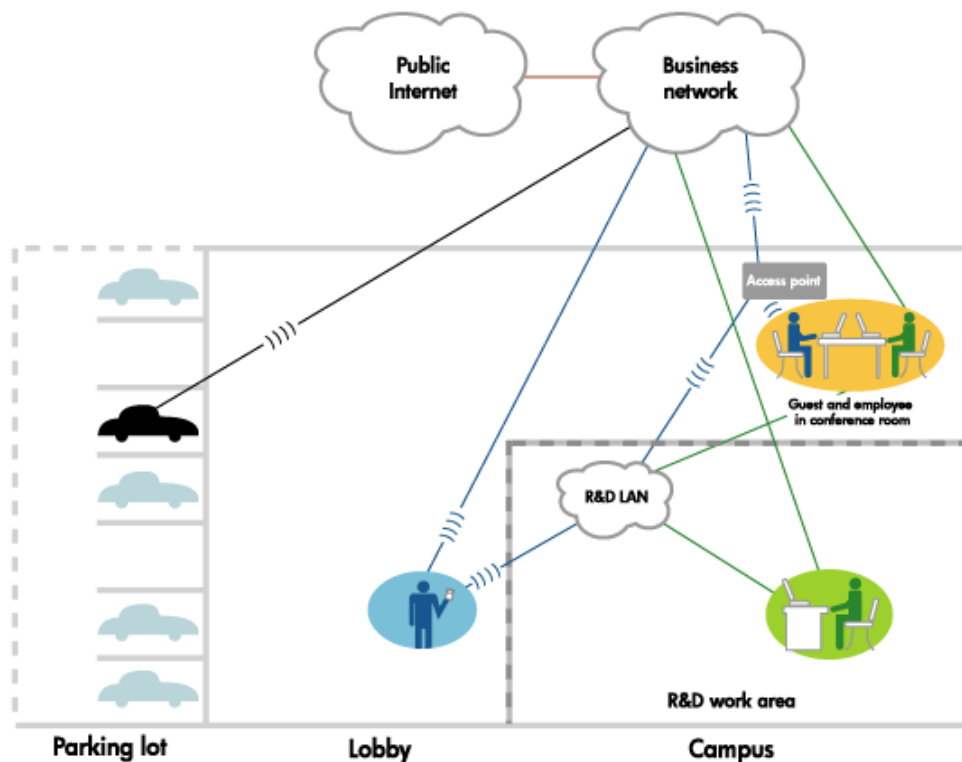 Public
Internet
Business
network
Access point
Guest and employee
in conference room
R&D LAN
R&D work area
Parking lot
Lobby
Campus